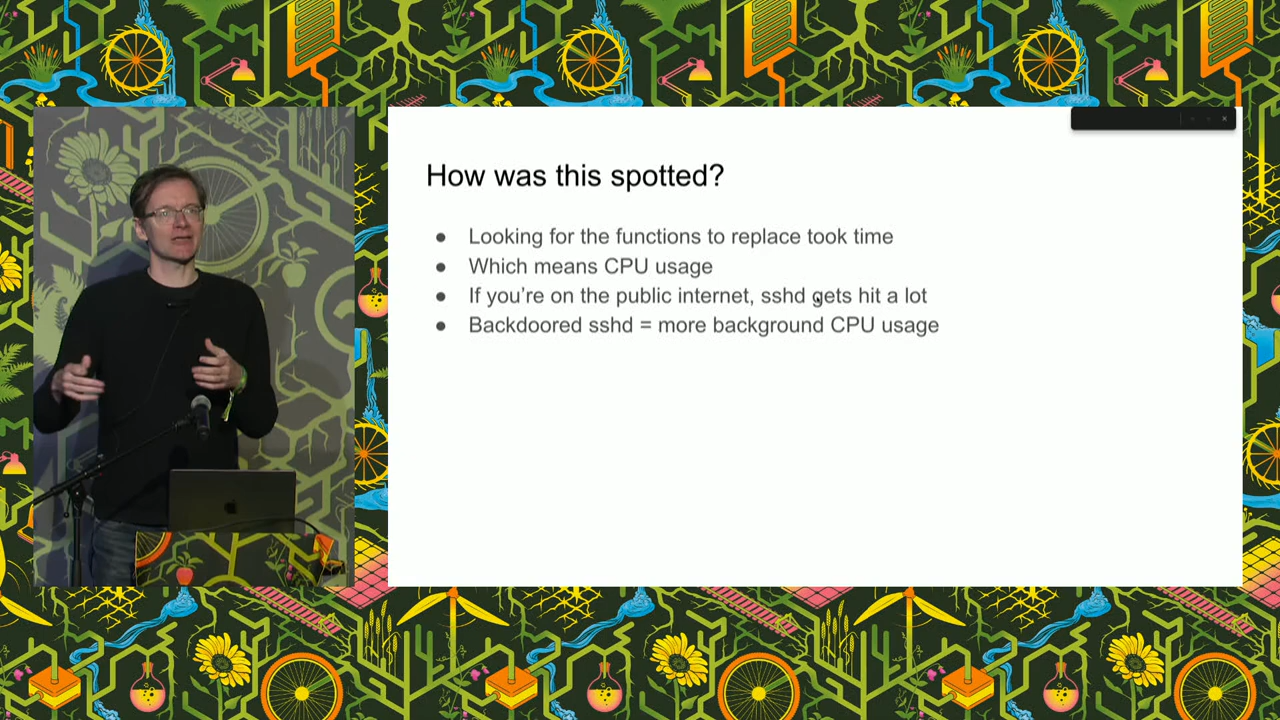 How was this spotted?
● Looking for the functions to replace took time
● Which means CPU usage
● If you’re on the public internet, sshd gets hit a lot
● Backdoored sshd = more background CPU usage